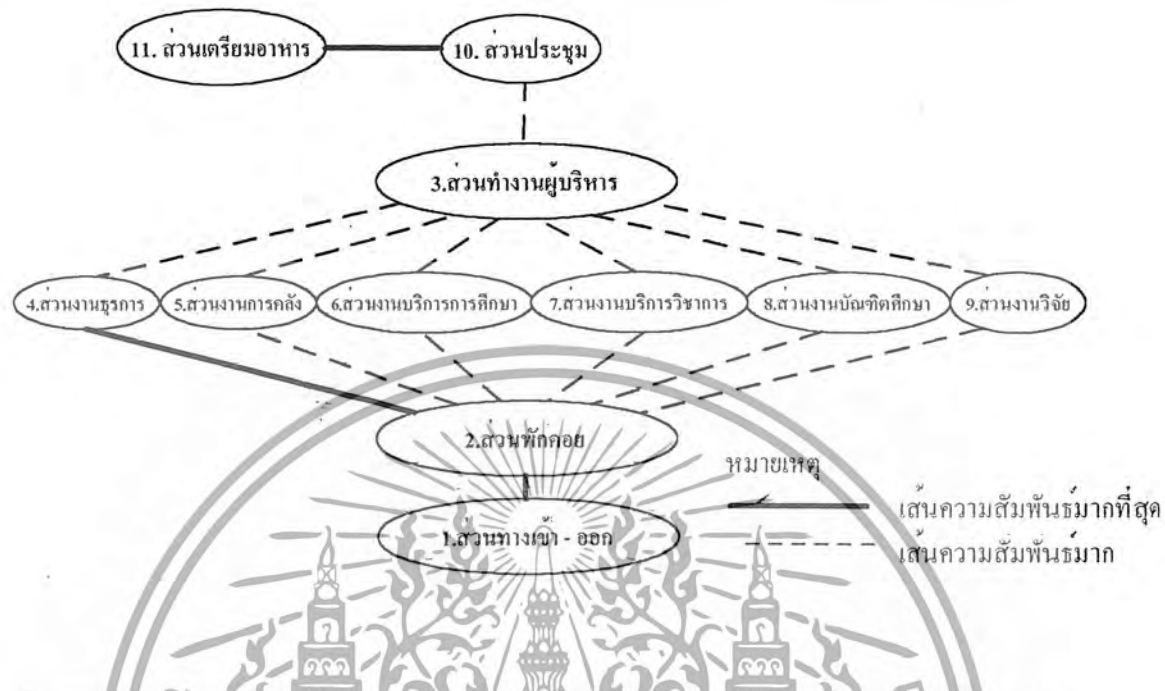 11. ส่วนเตรียมอาหาร
10. ส่วนประชุม
3.ส่วนทำงานผู้บริหาร
4.ส่วนงานธุรการ
5.ส่วนงานการคลัง
6.ส่วนงานบริการการศึกษา
7.ส่วนงานบริการวิชาการ
8.ส่วนงานบัณฑิตศึกษา
9.ส่วนงานวิจัย
2.ส่วนพักคอย
1.ส่วนทางเข้า - ออก
หมายเหตุ
เส้นความสัมพันธ์มากที่สุด
เส้นความสัมพันธ์มาก